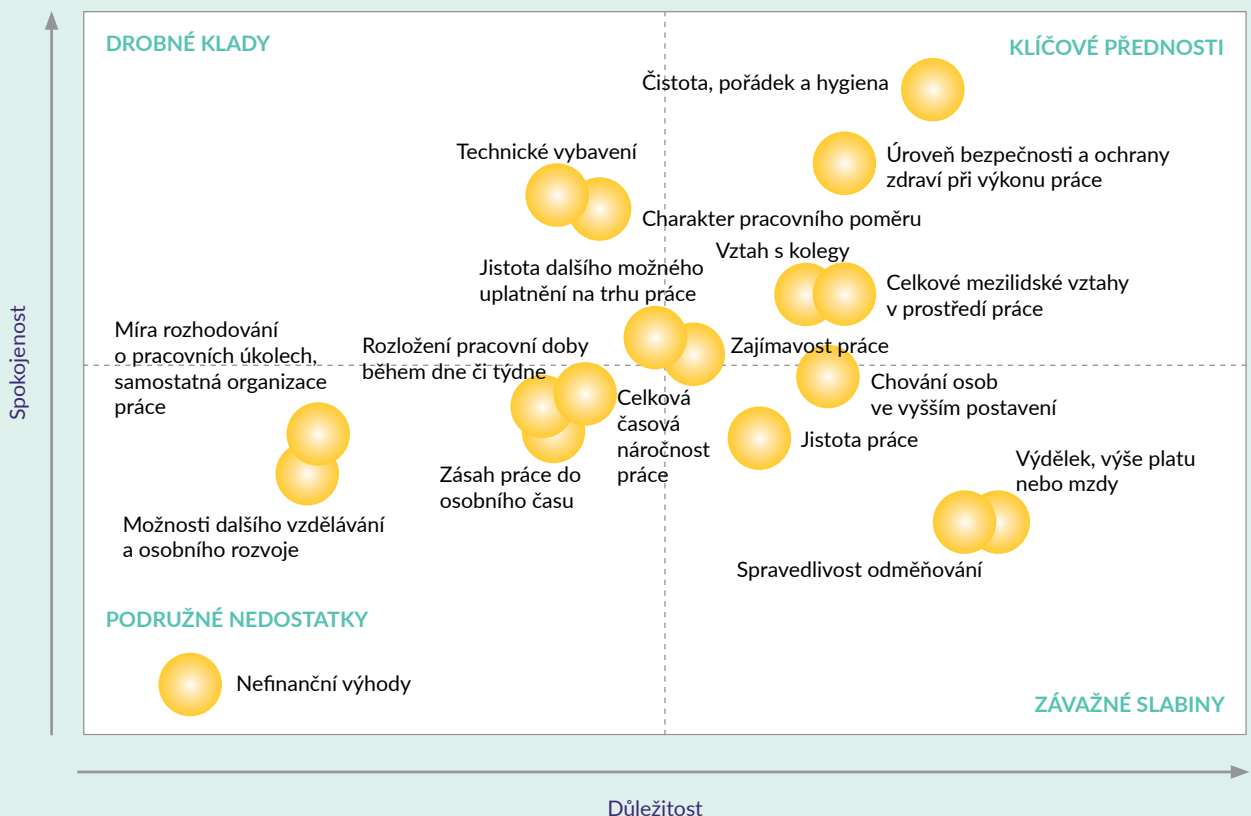 DROBNÉ KLADY
KLÍČOVÉ PŘEDNOSTI
Čistota, pořádek a hygiena
Technické vybavení
Úroveň bezpečnosti a ochrany
zdraví při výkonu práce
Charakter pracovního poměru
Vztah s kolegy
Jistota dalšího možného
uplatnění na trhu práce
Celkové mezilidské vztahy
v prostředí práce
Spokojenost
Míra rozhodování
o pracovních úkolech,
samostatná organizace
práce
Rozložení pracovní doby
během dne či týdne
Zajímavost práce
Celková
časová
náročnost
práce
Chování osob
ve vyšším postavení
Jistota práce
Zásah práce do
osobního času
Výdělek, výše platu
nebo mzdy
Možnosti dalšího vzdělávání
a osobního rozvoje
Spravedlivost odměňování
PODRUŽNÉ NEDOSTATKY
Nefinanční výhody
ZÁVAŽNÉ SLABINY
Důležitost